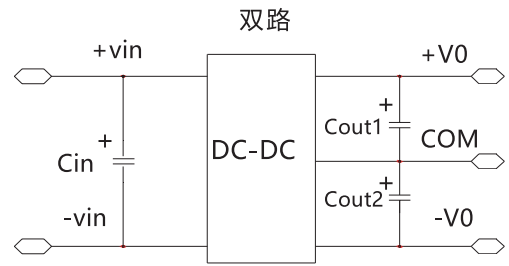 双路
+vin
+V0
+
Cout1
DC-DC
COM
+
Cin
+
Cout2
-vin
-V0